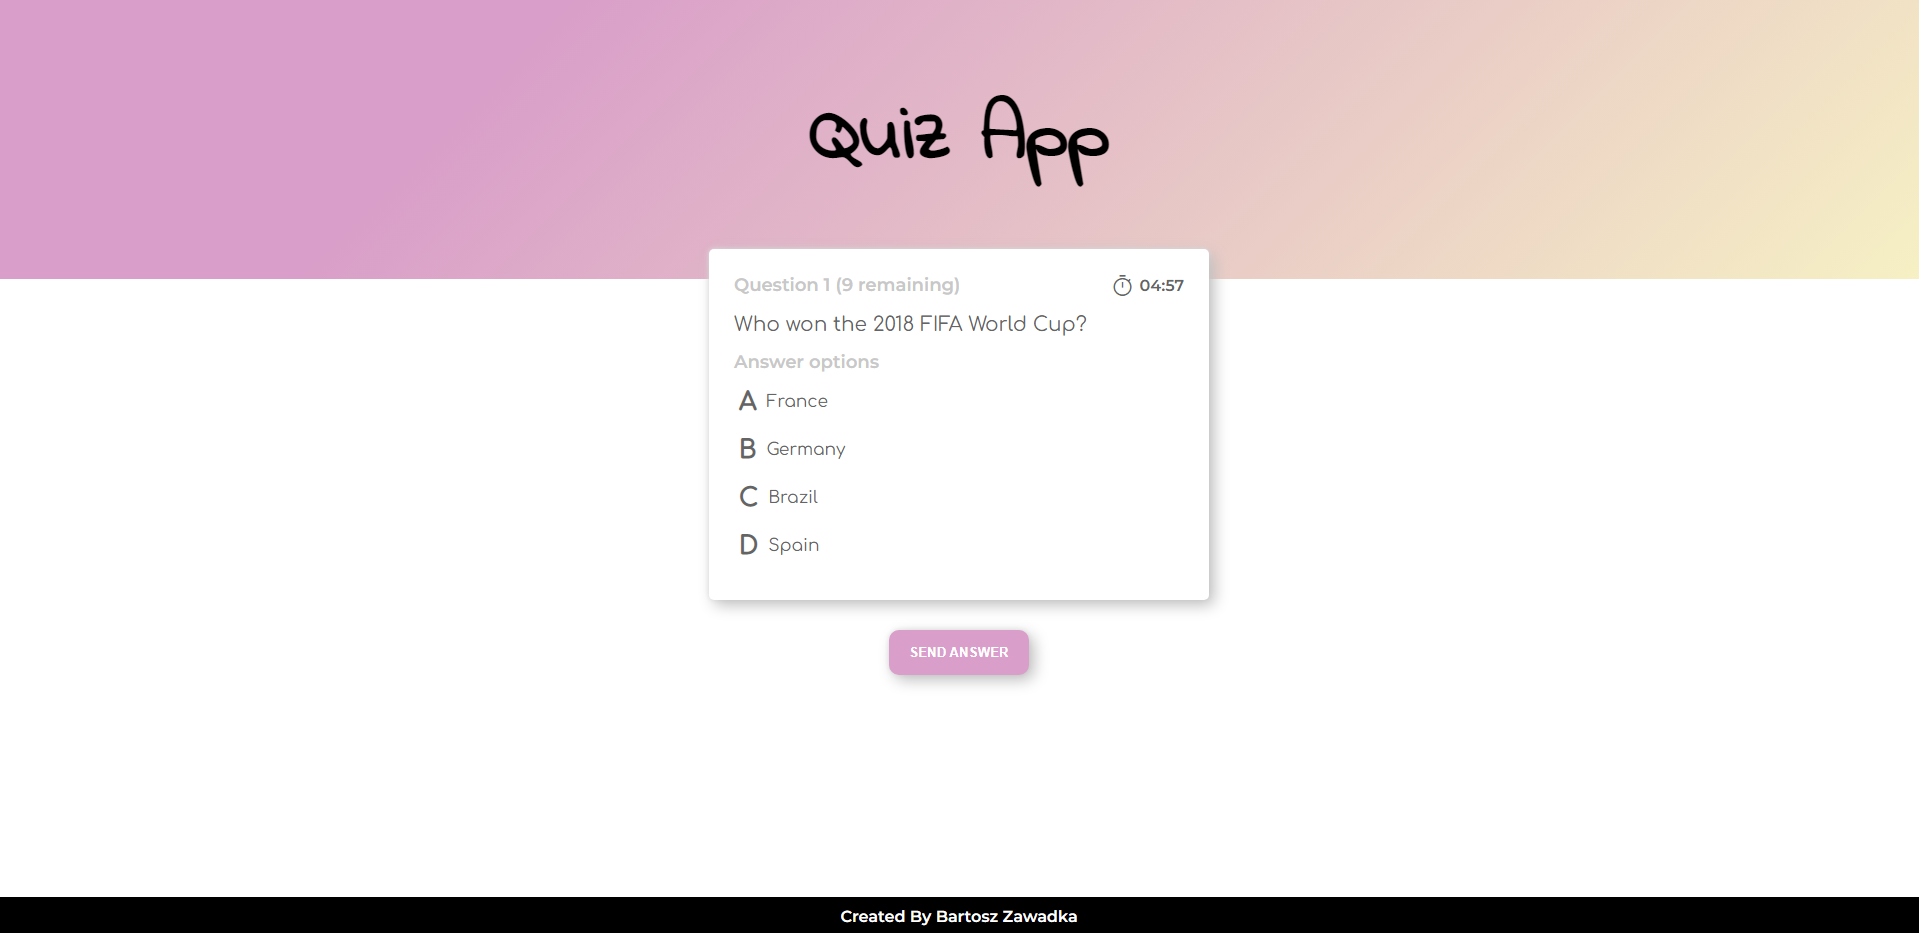 Quiz App
Question 1 (9 remaining)
04:57
Who won the 2018 FIFA World Cup?
Answer options
A France
B Germany
C Brazil
D Spain
SEND ANSWER
Created By Bartosz Zawadka